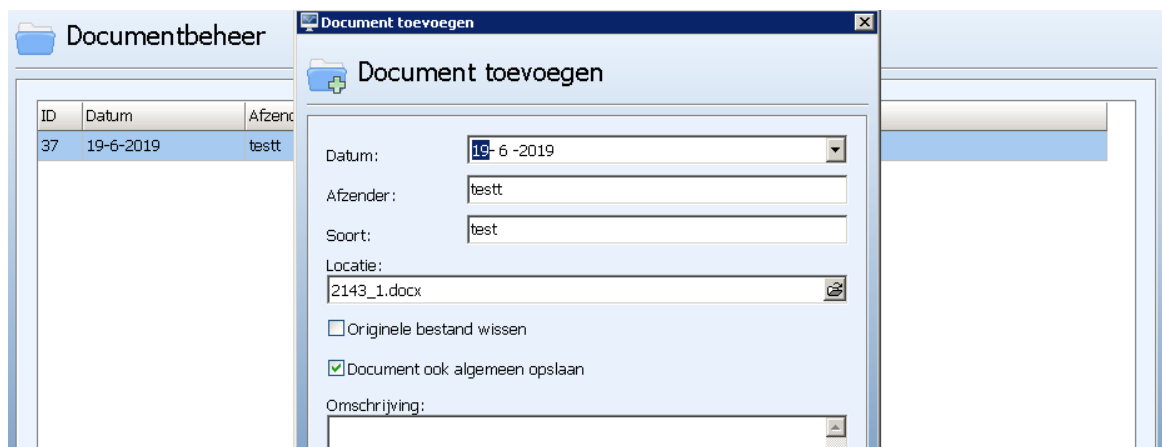 Documentbeheer
ID Datum Afzend
37 19-6-2019 testt
Document toevoegen
Document toevoegen
Datum: 19- 6 -2019
Afzender: testt
Soort: test
Locatie:
2143_1.docx
Originele bestand wissen
Document ook algemeen opslaan
Omschrijving: